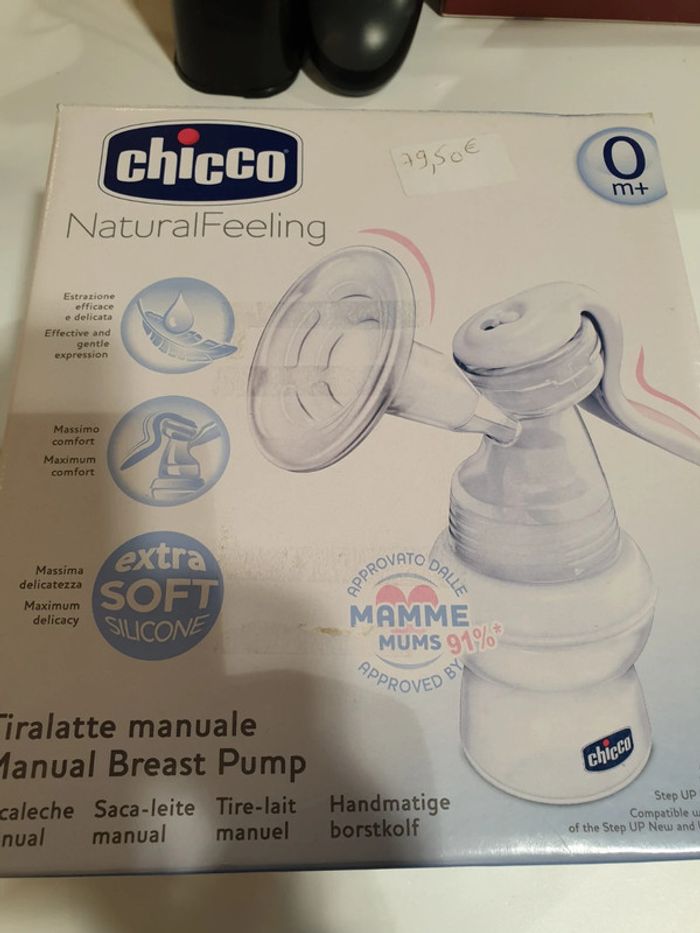 chicco
79,50€
0
m+
NaturalFeeling
Estrazione
efficace
e delicata
Effective and
gentle
expression
Massimo
comfort
Maximum
comfort
Massima
delicatezza
Maximum
delicacy
extra
SOFT
SILICONE
APPROVATO DALLE
MAMME
MUMS 91%*
APPROVED BY
chicco
Tiralatte manuale
Manual Breast Pump
caleche Saca-leite Tire-lait Handmatige
nual manual manuel borstkolf
Step UP
Compatible
of the Step UP New and